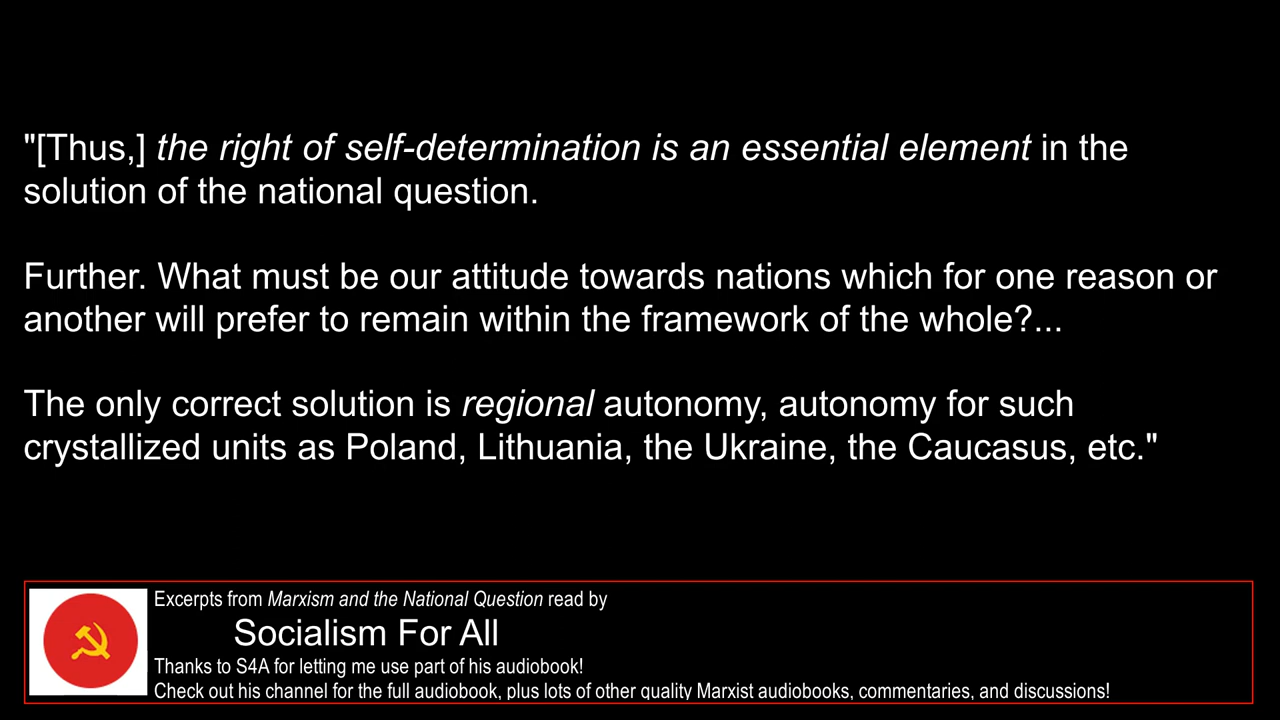 "[Thus,] the right of self-determination is an essential element in the
solution of the national question.
Further. What must be our attitude towards nations which for one reason or
another will prefer to remain within the framework of the whole?...
The only correct solution is regional autonomy, autonomy for such
crystallized units as Poland, Lithuania, the Ukraine, the Caucasus, etc."
Excerpts from Marxism and the National Question read by
Socialism For All
Thanks to S4A for letting me use part of his audiobook!
Check out his channel for the full audiobook, plus lots of other quality Marxist audiobooks, commentaries, and discussions!